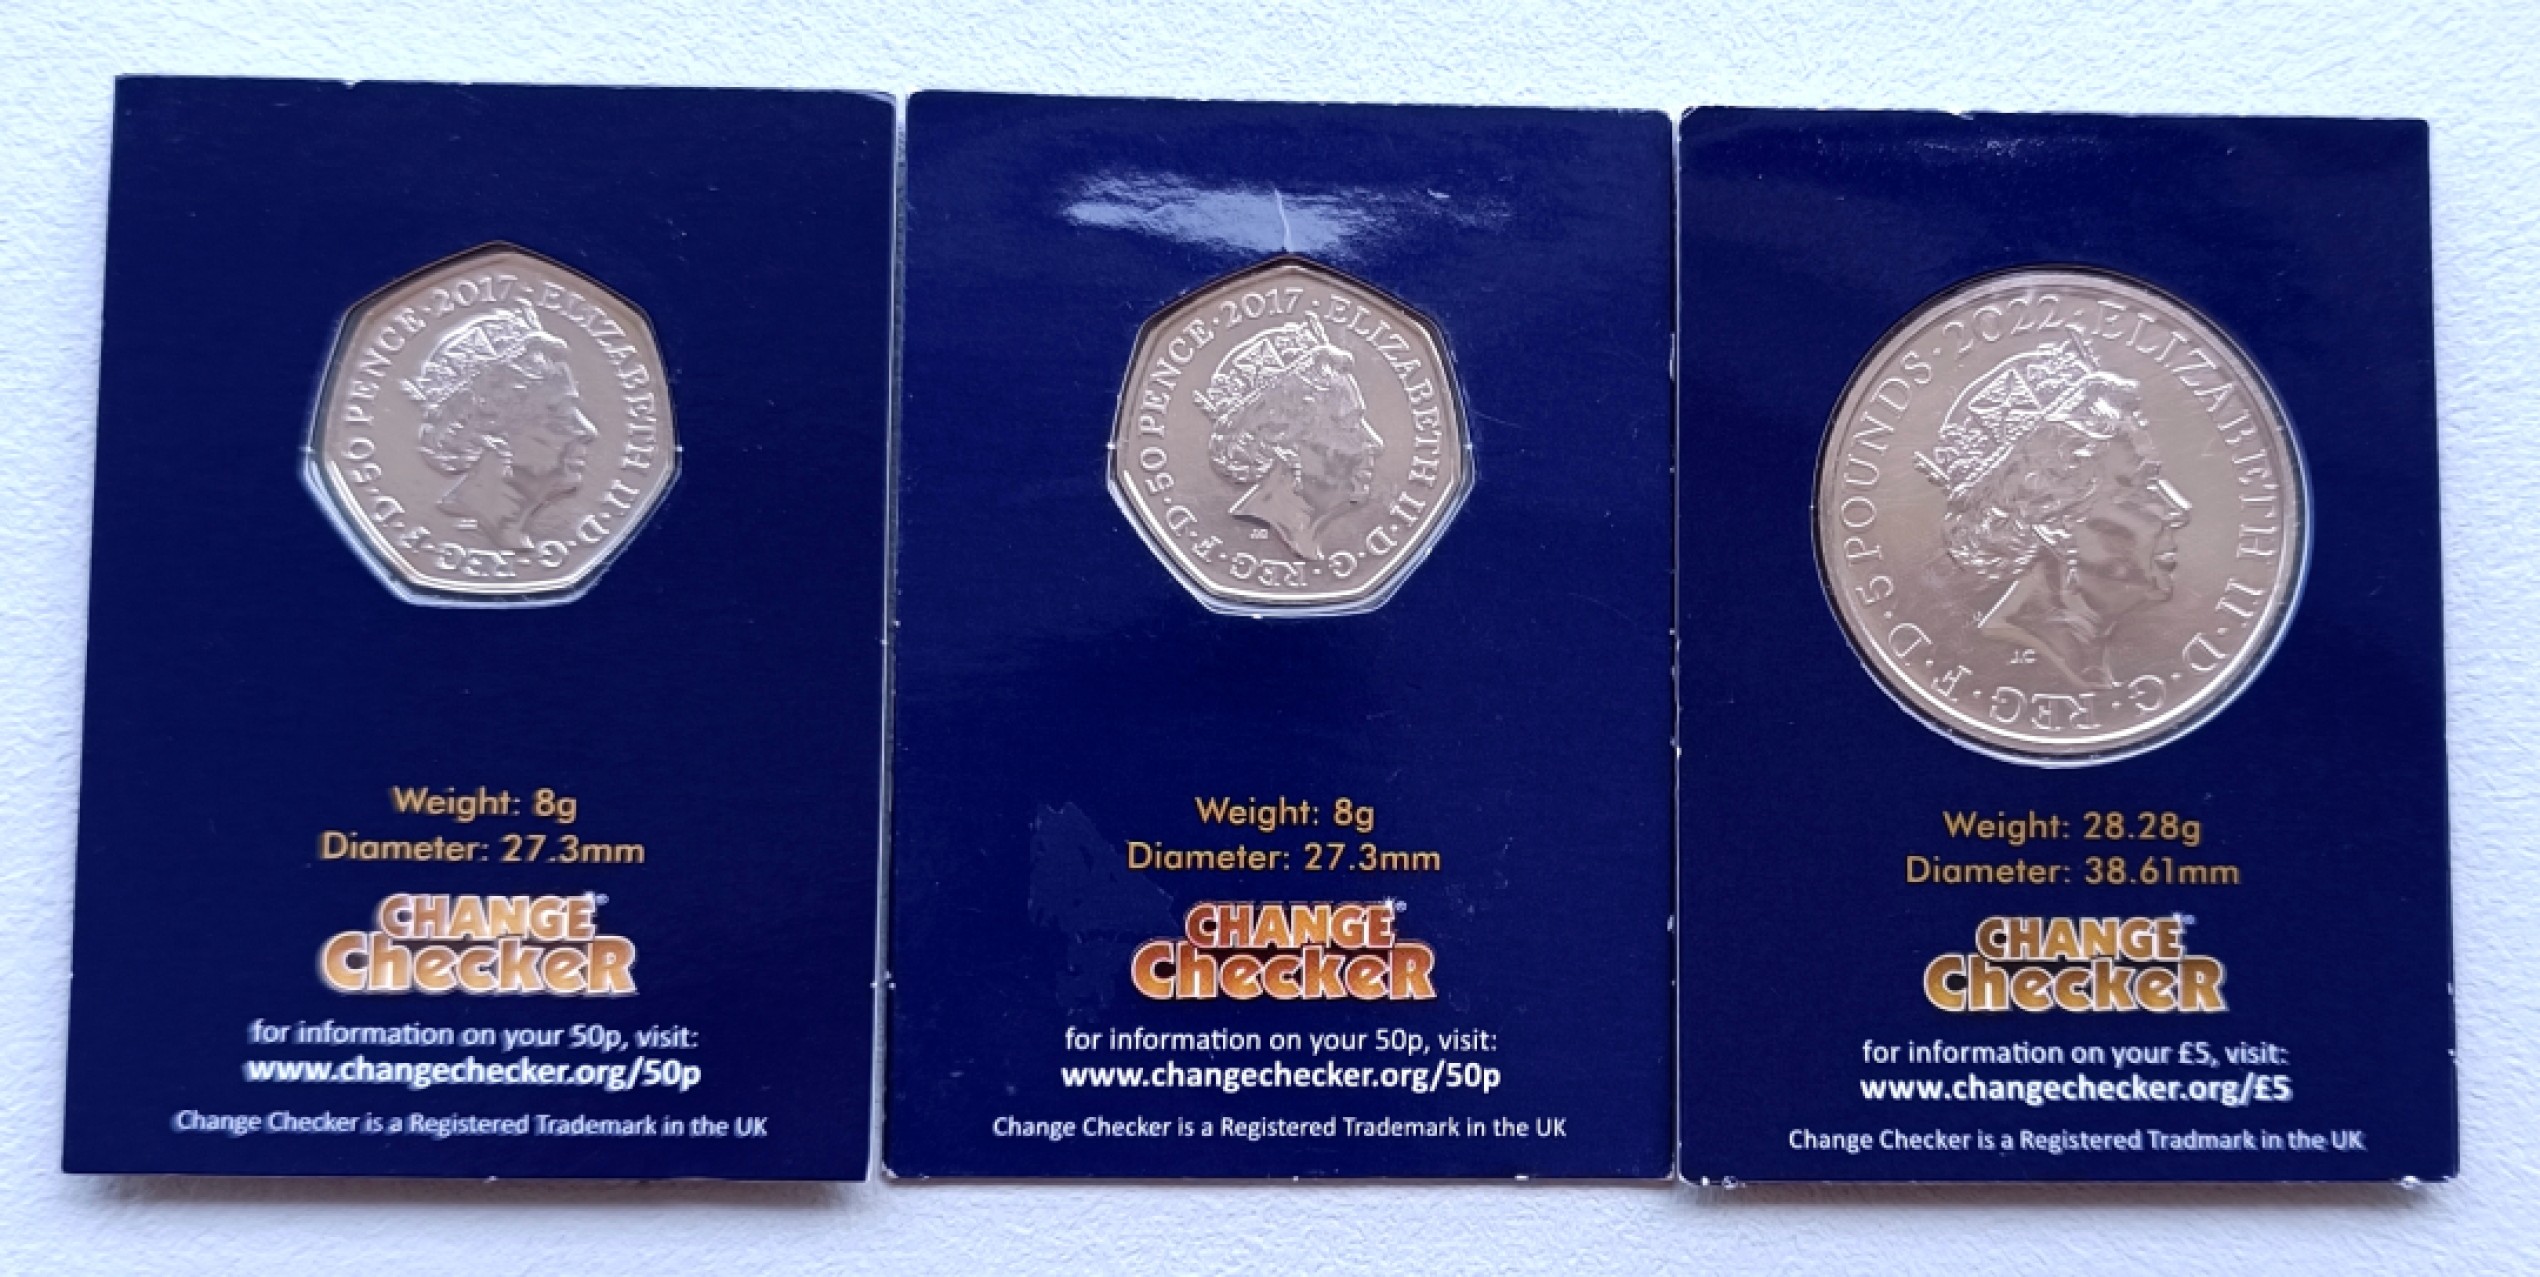 50 PENCE · 2017 · ELIZABETH II · D · G · REG · F · D ·
Weight: 8g
Diameter: 27.3mm
CHANGE
CheckeR
for information on your 50p, visit:
www.changechecker.org/50p
Change Checker is a Registered Trademark in the UK
50 PENCE · 2017 · ELIZABETH II · D · G · REG · F · D ·
JC
Weight: 8g
Diameter: 27.3mm
CHANGE
CheckeR
for information on your 50p, visit:
www.changechecker.org/50p
Change Checker is a Registered Trademark in the UK
5 POUNDS · 2022 · ELIZABETH II · D · G · REG · F · D ·
J.C
Weight: 28.28g
Diameter: 38.61mm
CHANGE
CheckeR
for information on your £5, visit:
www.changechecker.org/£5
Change Checker is a Registered Tradmark in the UK